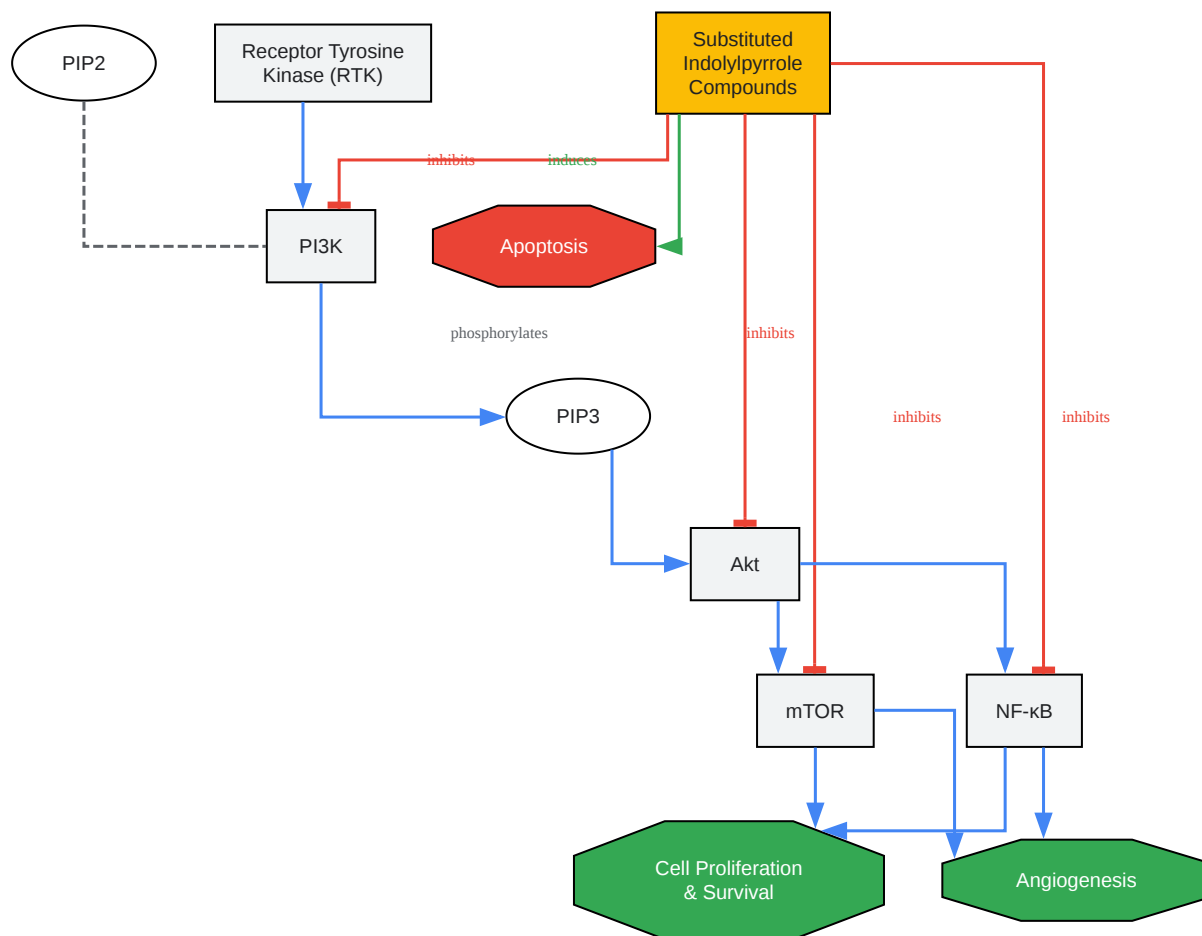 PIP2
Receptor Tyrosine
Kinase (RTK)
Substituted
Indolylpyrrole
Compounds
inhibits
induces
PI3K
Apoptosis
phosphorylates
inhibits
PIP3
inhibits
inhibits
Akt
mTOR
NF-κB
Cell Proliferation
& Survival
Angiogenesis